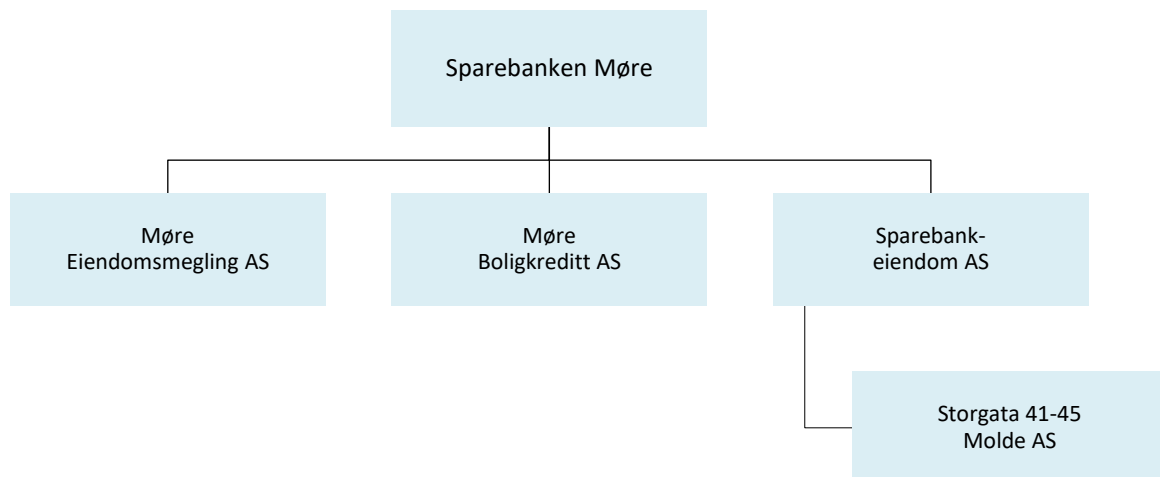 Sparebanken Møre
Møre
Eiendomsmegling AS
Møre
Boligkreditt AS
Sparebank-
eiendom AS
Storgata 41-45
Molde AS